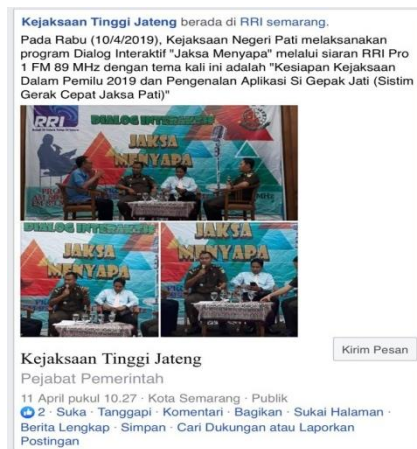 Kejaksaan Tinggi Jateng berada di RRI semarang.
Pada Rabu (10/4/2019), Kejaksaan Negeri Pati melaksanakan
program Dialog Interaktif "Jaksa Menyapa" melalui siaran RRI Pro
1 FM 89 MHz dengan tema kali ini adalah "Kesiapan Kejaksaan
Dalam Pemilu 2019 dan Pengenalan Aplikasi Si Gepak Jati (Sistim
Gerak Cepat Jaksa Pati)"
RRI
DIALOG INTERAKTIF
JAKSA
MENYAPA
DIALOG INTERAKTIF
JAKSA
MENYAPA
JAKSA
MENYAPA
Kejaksaan Tinggi Jateng
Kirim Pesan
Pejabat Pemerintah
11 April pukul 10.27 · Kota Semarang · Publik
2 · Suka · Tanggapi · Komentari · Bagikan · Sukai Halaman ·
Berita Lengkap · Simpan · Cari Dukungan atau Laporkan
Postingan